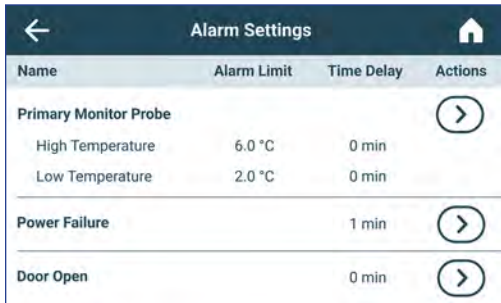 Alarm Settings
Name Alarm Limit Time Delay Actions
Primary Monitor Probe
High Temperature 6.0 °C 0 min
Low Temperature 2.0 °C 0 min
Power Failure 1 min
Door Open 0 min